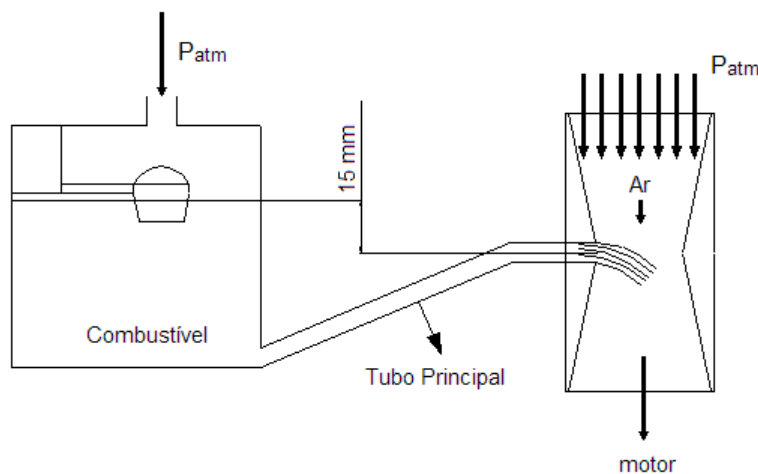 Patm
Patm
15 mm
Ar
Combustível
Tubo Principal
motor